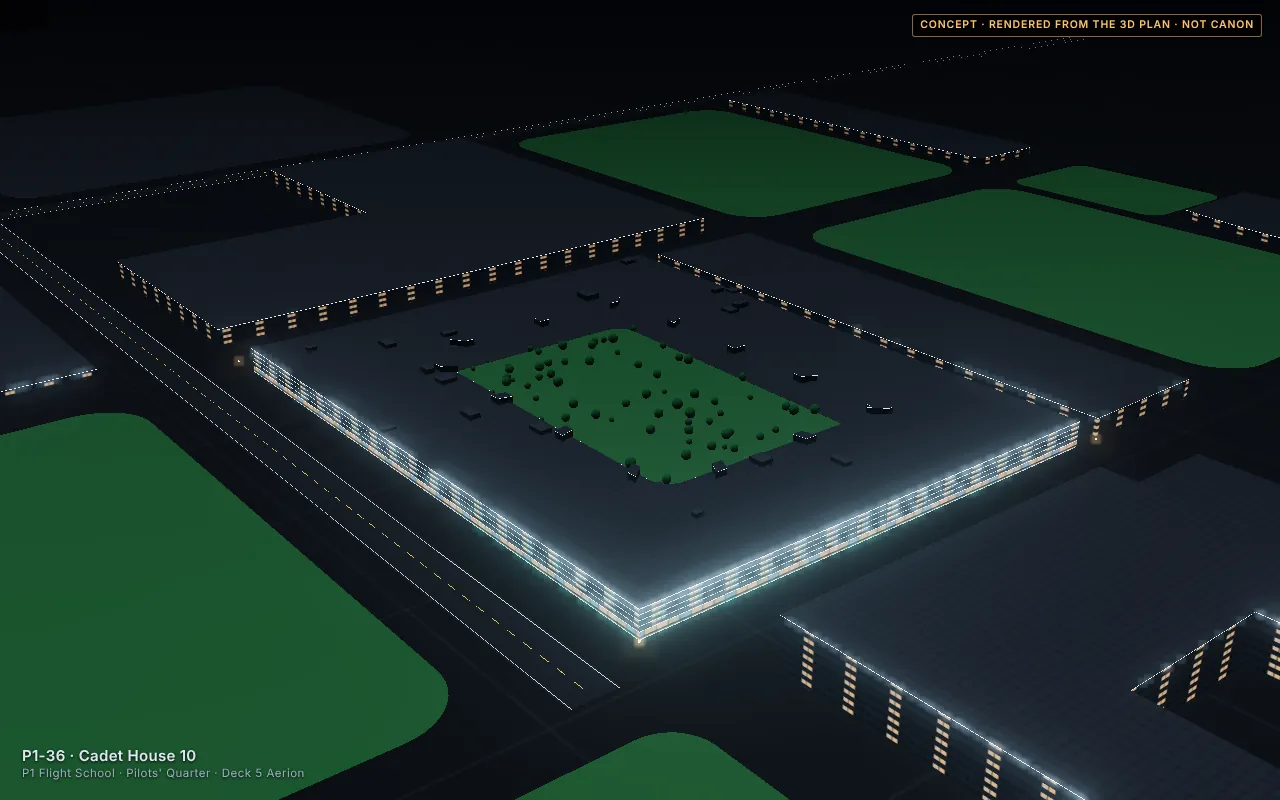 CONCEPT · RENDERED FROM THE 3D PLAN · NOT CANON
P1-36 · Cadet House 10
P1 Flight School · Pilots' Quarter · Deck 5 Aerion